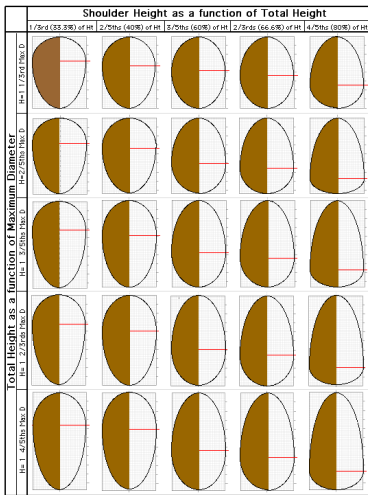 Shoulder Height as a function of Total Height
1/3rd (33.3%) of Ht
2/5ths (40%) of Ht
3/5ths (60%) of Ht
2/3rds (66.6%) of Ht
4/5ths (80%) of Ht
Total Height as a function of Maximum Diameter
H=1 1/3rd Max D
H=2/5ths Max D
H= 1 3/5ths Max D
H= 1 2/3rds Max D
H= 1 4/5ths Max D